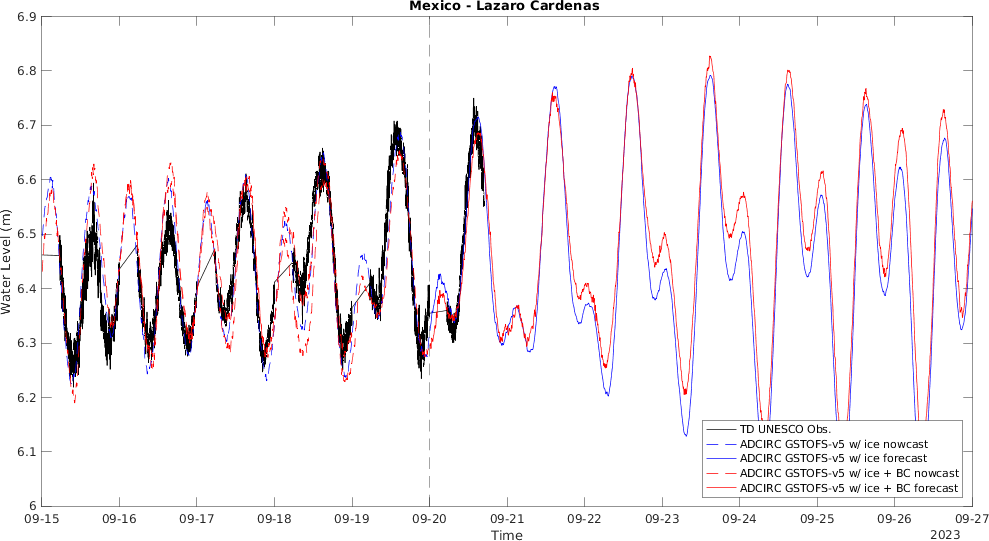 Mexico - Lazaro Cardenas
6.9
6.8
6.7
6.6
6.5
6.4
6.3
6.2
6.1
6
Water Level (m)
TD UNESCO Obs.
ADCIRC GSTOFS-v5 w/ ice nowcast
ADCIRC GSTOFS-v5 w/ ice forecast
ADCIRC GSTOFS-v5 w/ ice + BC nowcast
ADCIRC GSTOFS-v5 w/ ice + BC forecast
09-15 09-16 09-17 09-18 09-19 09-20 09-21 09-22 09-23 09-24 09-25 09-26 09-27
Time
2023